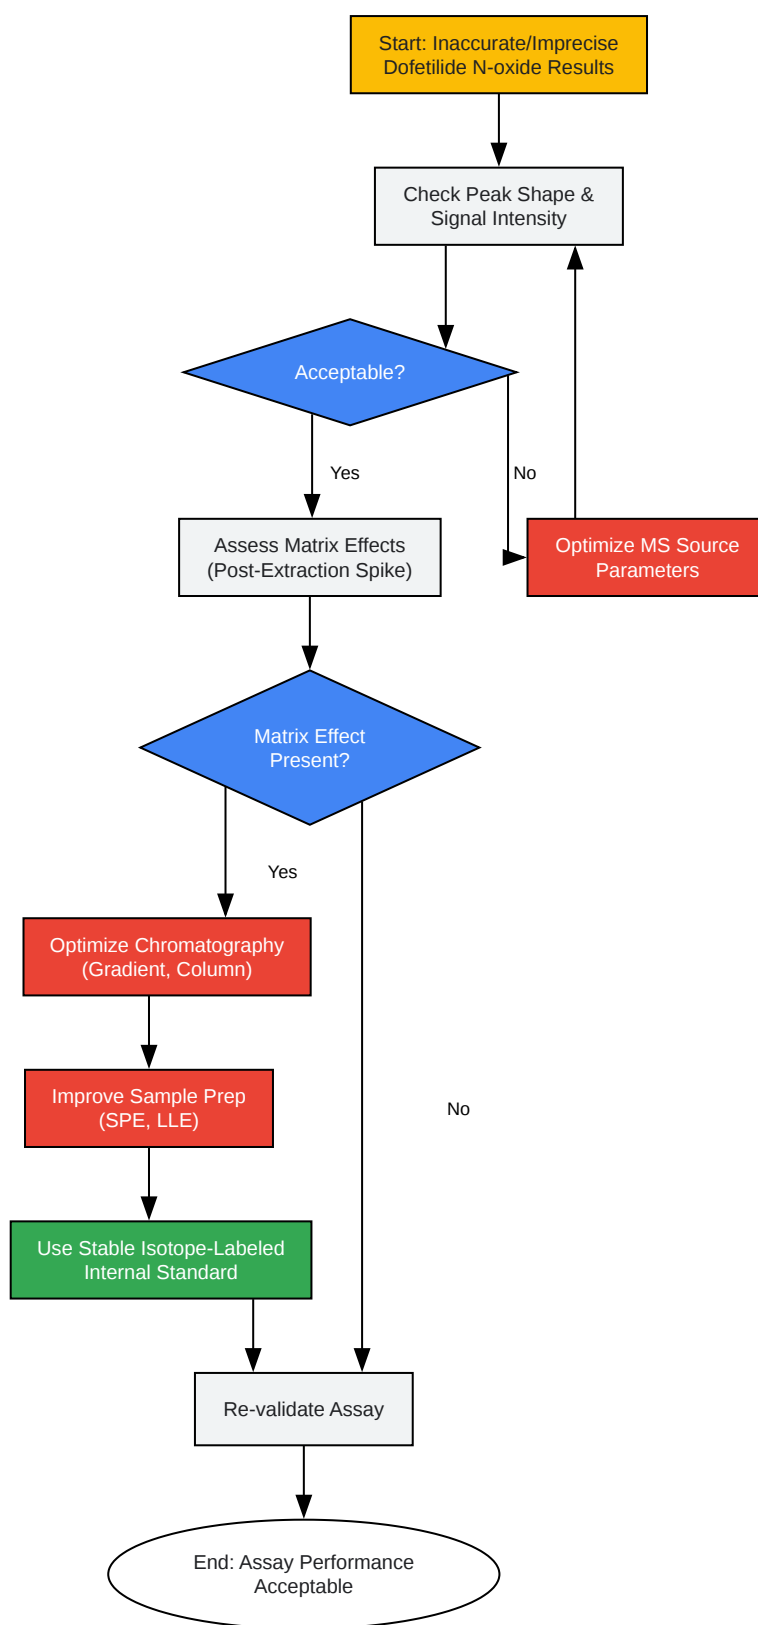 Start: Inaccurate/Imprecise
Dofetilide N-oxide Results
Check Peak Shape &
Signal Intensity
Acceptable?
Yes
No
Assess Matrix Effects
(Post-Extraction Spike)
Optimize MS Source
Parameters
Matrix Effect
Present?
Yes
Optimize Chromatography
(Gradient, Column)
Improve Sample Prep
(SPE, LLE)
No
Use Stable Isotope-Labeled
Internal Standard
Re-validate Assay
End: Assay Performance
Acceptable